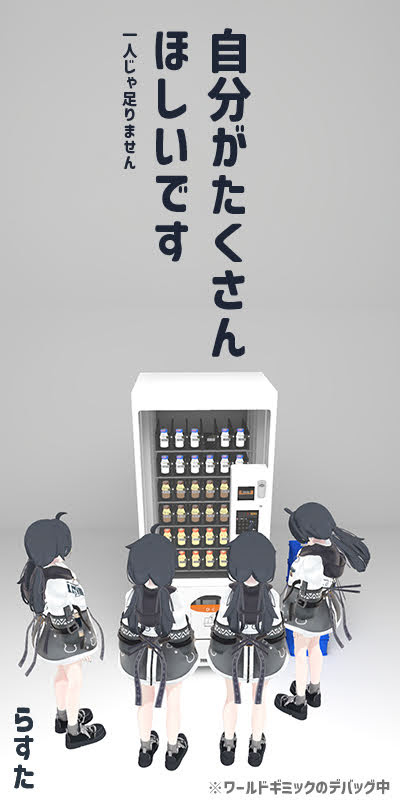 自分がたくさん
ほしいです
一人じゃ足りません
らすた
※ワールドギミックのデバッグ中